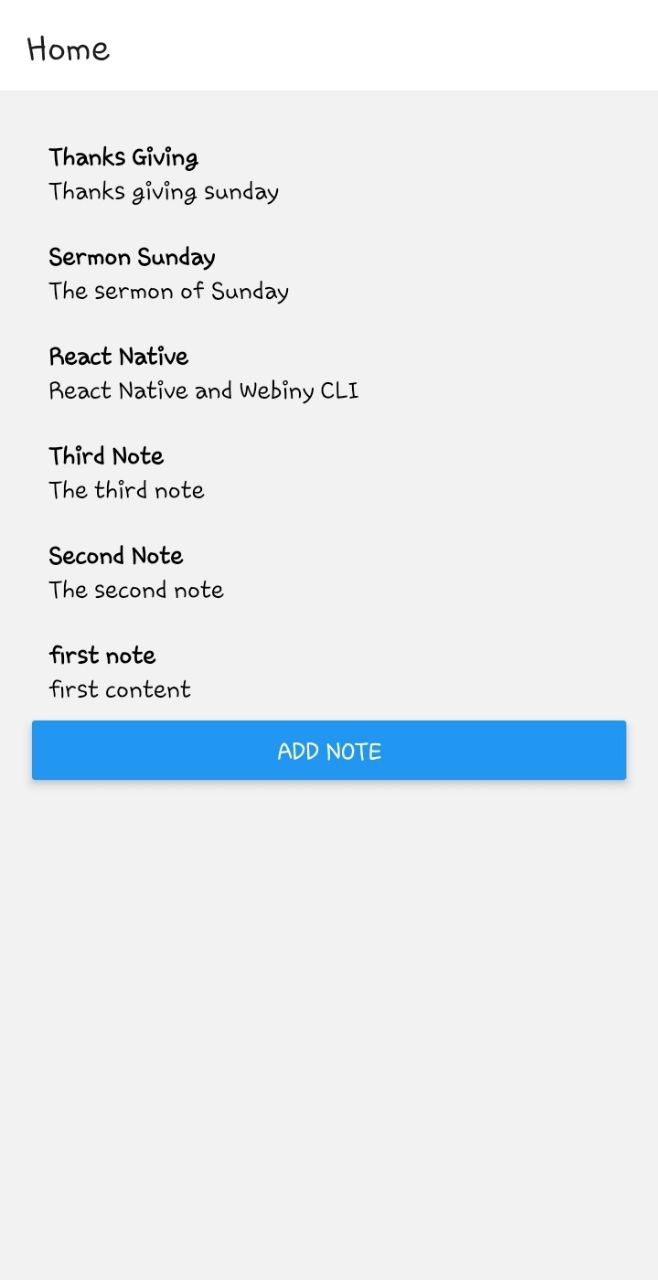 Home
Thanks Giving
Thanks giving sunday
Sermon Sunday
The sermon of Sunday
React Native
React Native and Webiny CLI
Third Note
The third note
Second Note
The second note
first note
first content
ADD NOTE